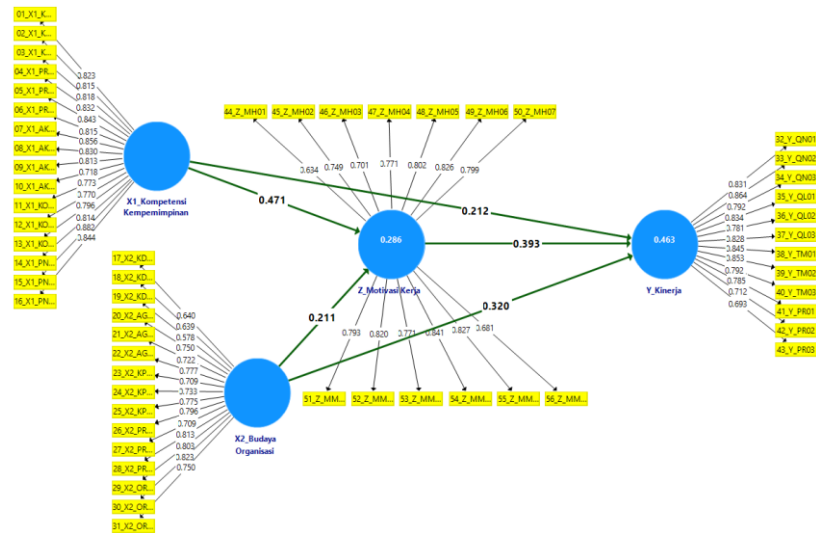 01_X1_K...
02_X1_K...
03_X1_K...
04_X1_PR...
05_X1_PR...
06_X1_PR...
07_X1_AK...
08_X1_AK...
09_X1_AK...
10_X1_AK...
11_X1_KO...
12_X1_KO...
13_X1_KO...
14_X1_PN...
15_X1_PN...
16_X1_PN...
0.823
0.815
0.818
0.832
0.843
0.815
0.856
0.830
0.813
0.718
0.773
0.770
0.796
0.814
0.882
0.844
X1_Kompetensi
Kempemimpinan
44_Z_MH01
45_Z_MH02
46_Z_MH03
47_Z_MH04
48_Z_MH05
49_Z_MH06
50_Z_MH07
0.634
0.749
0.701
0.771
0.802
0.826
0.799
0.471
0.212
0.286
0.393
0.463
Z_Motivasi Kerja
Y_Kinerja
0.211
0.320
32_Y_QN01
33_Y_QN02
34_Y_QN03
35_Y_QL01
36_Y_QL02
37_Y_QL03
38_Y_TM01
39_Y_TM02
40_Y_TM03
41_Y_PR01
42_Y_PR02
43_Y_PR03
0.831
0.864
0.792
0.834
0.781
0.828
0.845
0.853
0.792
0.785
0.712
0.693
17_X2_KD...
18_X2_KD...
19_X2_KD...
20_X2_AG...
21_X2_AG...
22_X2_AG...
23_X2_KP...
24_X2_KP...
25_X2_KP...
26_X2_PR...
27_X2_PR...
28_X2_PR...
29_X2_OR...
30_X2_OR...
31_X2_OR...
0.640
0.639
0.578
0.750
0.722
0.777
0.709
0.733
0.775
0.796
0.709
0.813
0.803
0.823
0.750
X2_Budaya
Organisasi
0.793
0.820
0.771
0.841
0.827
0.681
51_Z_MM...
52_Z_MM...
53_Z_MM...
54_Z_MM...
55_Z_MM...
56_Z_MM...